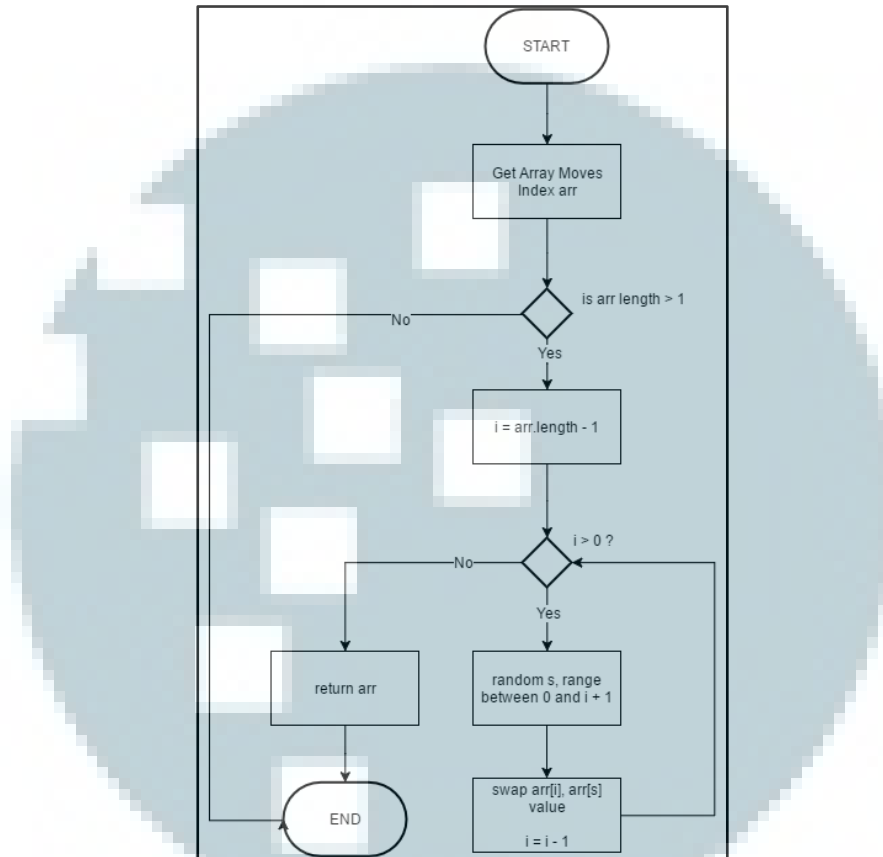 START
Get Array Moves
Index arr
is arr length > 1
No
Yes
i = arr.length - 1
i > 0 ?
No
Yes
return arr
random s, range
between 0 and i + 1
swap arr[i], arr[s]
value
i = i - 1
END